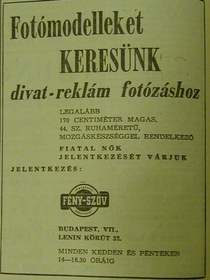 Fotómodelleket
KERESÜNK
divat-reklám fotózáshoz
LEGALÁBB
170 CENTIMÉTER MAGAS,
44. SZ. RUHAMÉRETŰ,
MOZGÁSKÉSZSÉGGEL RENDELKEZŐ
FIATAL NŐK
JELENTKEZÉSÉT VÁRJUK
JELENTKEZÉS:
FÉNY-SZÖV
BUDAPEST, VII.,
LENIN KÖRÚT 22.
MINDEN KEDDEN ÉS PÉNTEKEN
14—16.30 ÓRÁIG